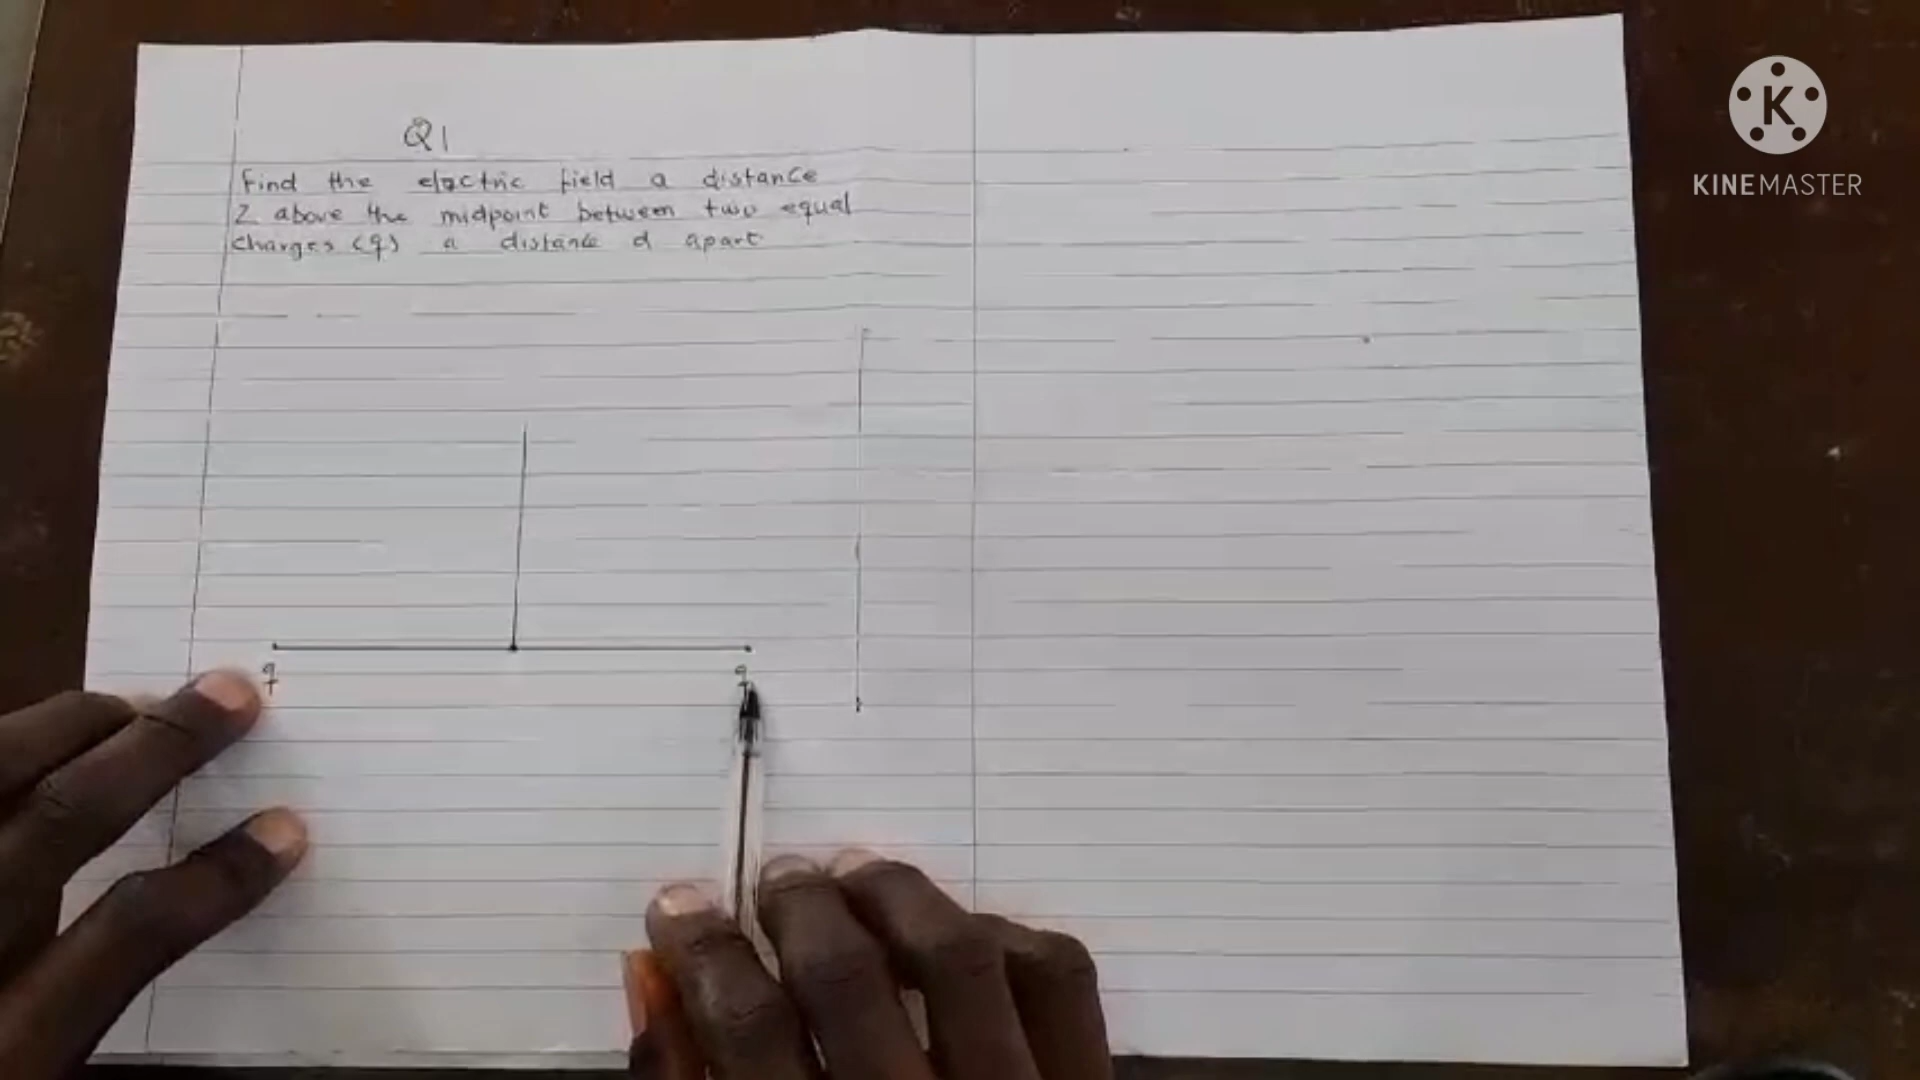 Q1
Find the electric field a distance
Z above the midpoint between two equal
charges (q) a distance d apart
q
q
K
KINEMASTER